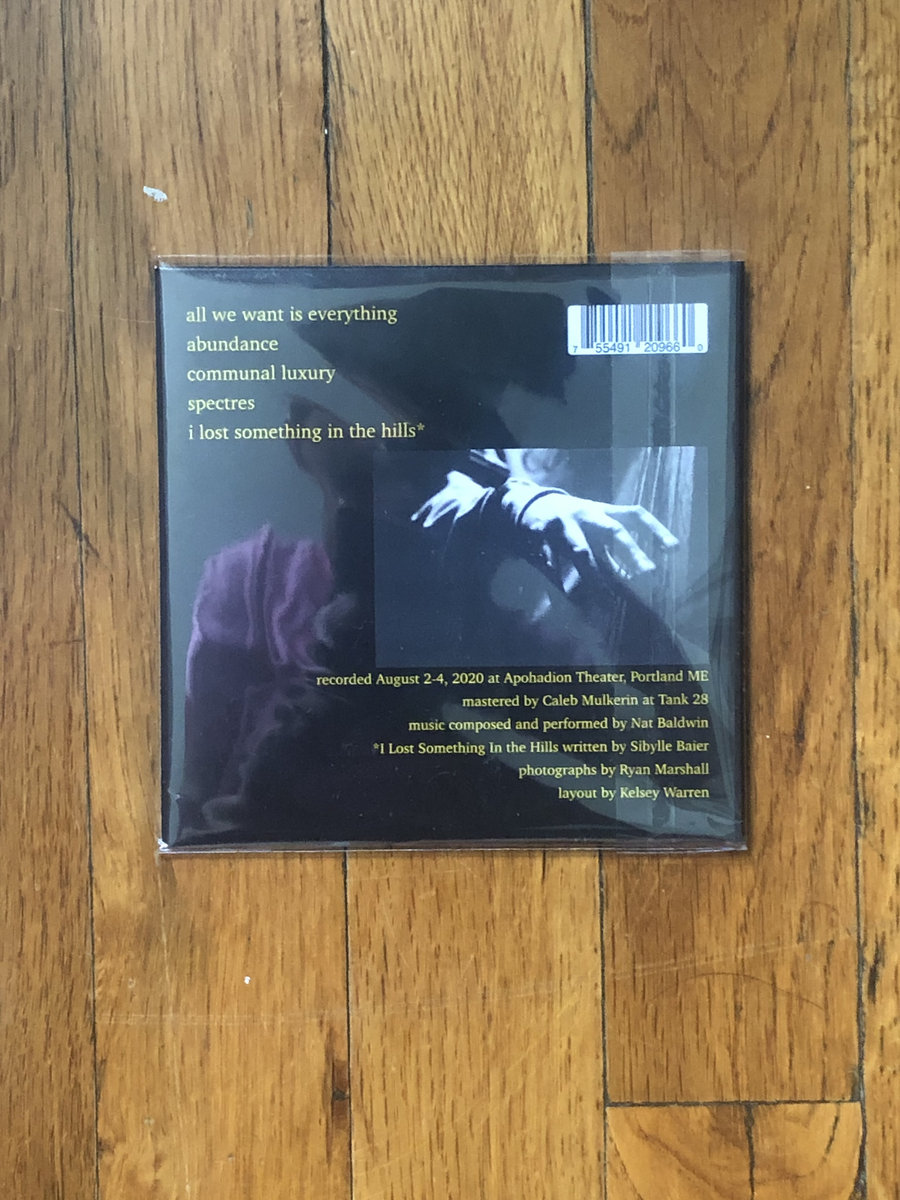 all we want is everything
abundance
communal luxury
spectres
i lost something in the hills*
7 55491 20966 0
recorded August 2-4, 2020 at Apohadion Theater, Portland ME
mastered by Caleb Mulkerin at Tank 28
music composed and performed by Nat Baldwin
*I Lost Something In the Hills written by Sibylle Baier
photographs by Ryan Marshall
layout by Kelsey Warren